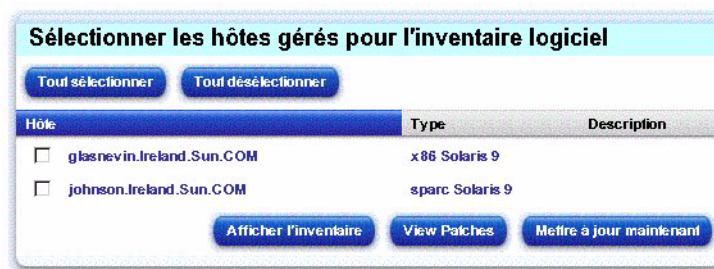 Sélectionner les hôtes gérés pour l'inventaire logiciel
Tout sélectionner Tout désélectionner
Hôte Type Description
glasnevin.Ireland.Sun.COM x86 Solaris 9
johnson.Ireland.Sun.COM sparc Solaris 9
Afficher l'inventaire View Patches Mettre à jour maintenant